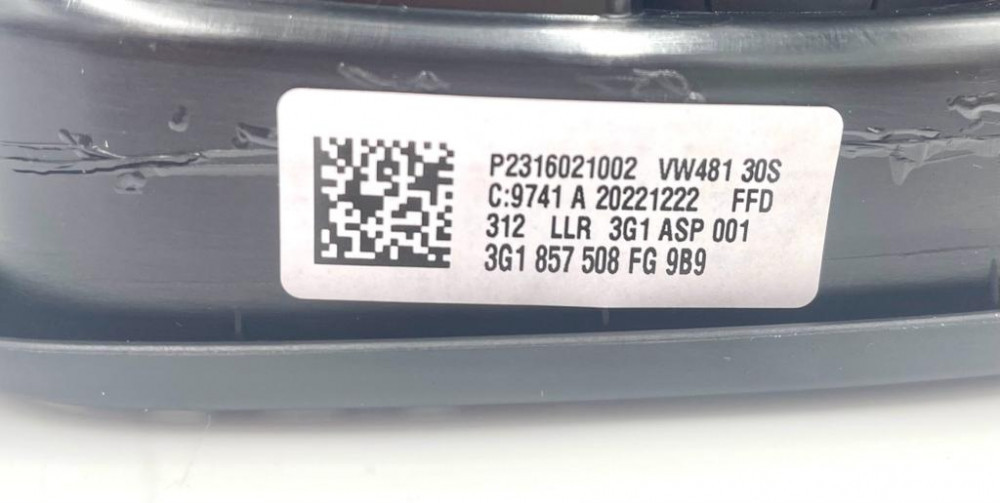 P2316021002 VW481 30S
C:9741 A 20221222 FFD
312 LLR 3G1 ASP 001
3G1 857 508 FG 9B9